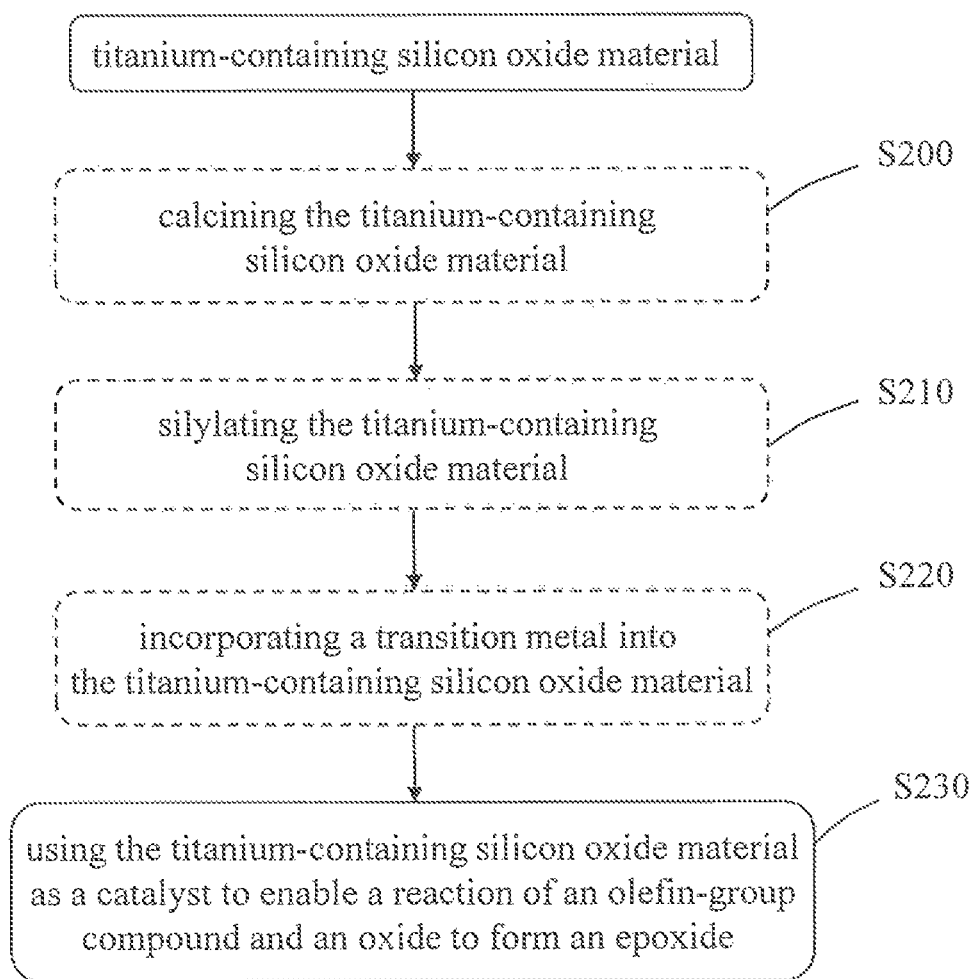 titanium-containing silicon oxide material
S200
calcining the titanium-containing
silicon oxide material
S210
silylating the titanium-containing
silicon oxide material
S220
incorporating a transition metal into
the titanium-containing silicon oxide material
S230
using the titanium-containing silicon oxide material
as a catalyst to enable a reaction of an olefin-group
compound and an oxide to form an epoxide